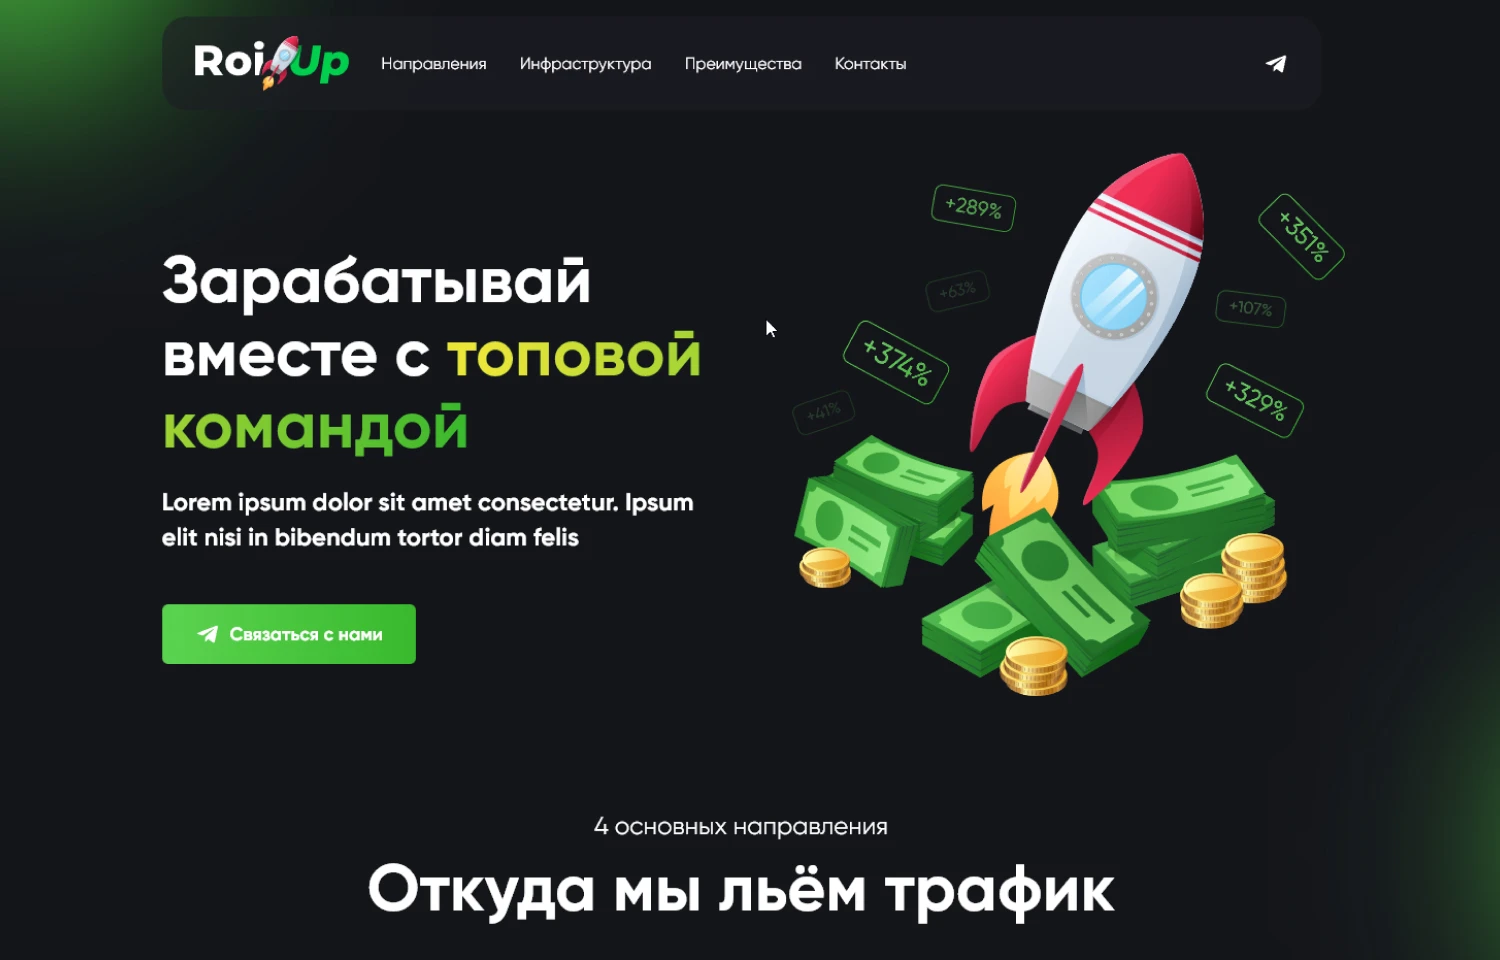 RoiUp
Направления
Инфраструктура
Преимущества
Контакты
Зарабатывай
вместе с топовой
командой
Lorem ipsum dolor sit amet consectetur. Ipsum
elit nisi in bibendum tortor diam felis
Связаться с нами
+289%
+351%
+63%
+107%
+374%
+329%
+41%
4 основных направления
Откуда мы льём трафик